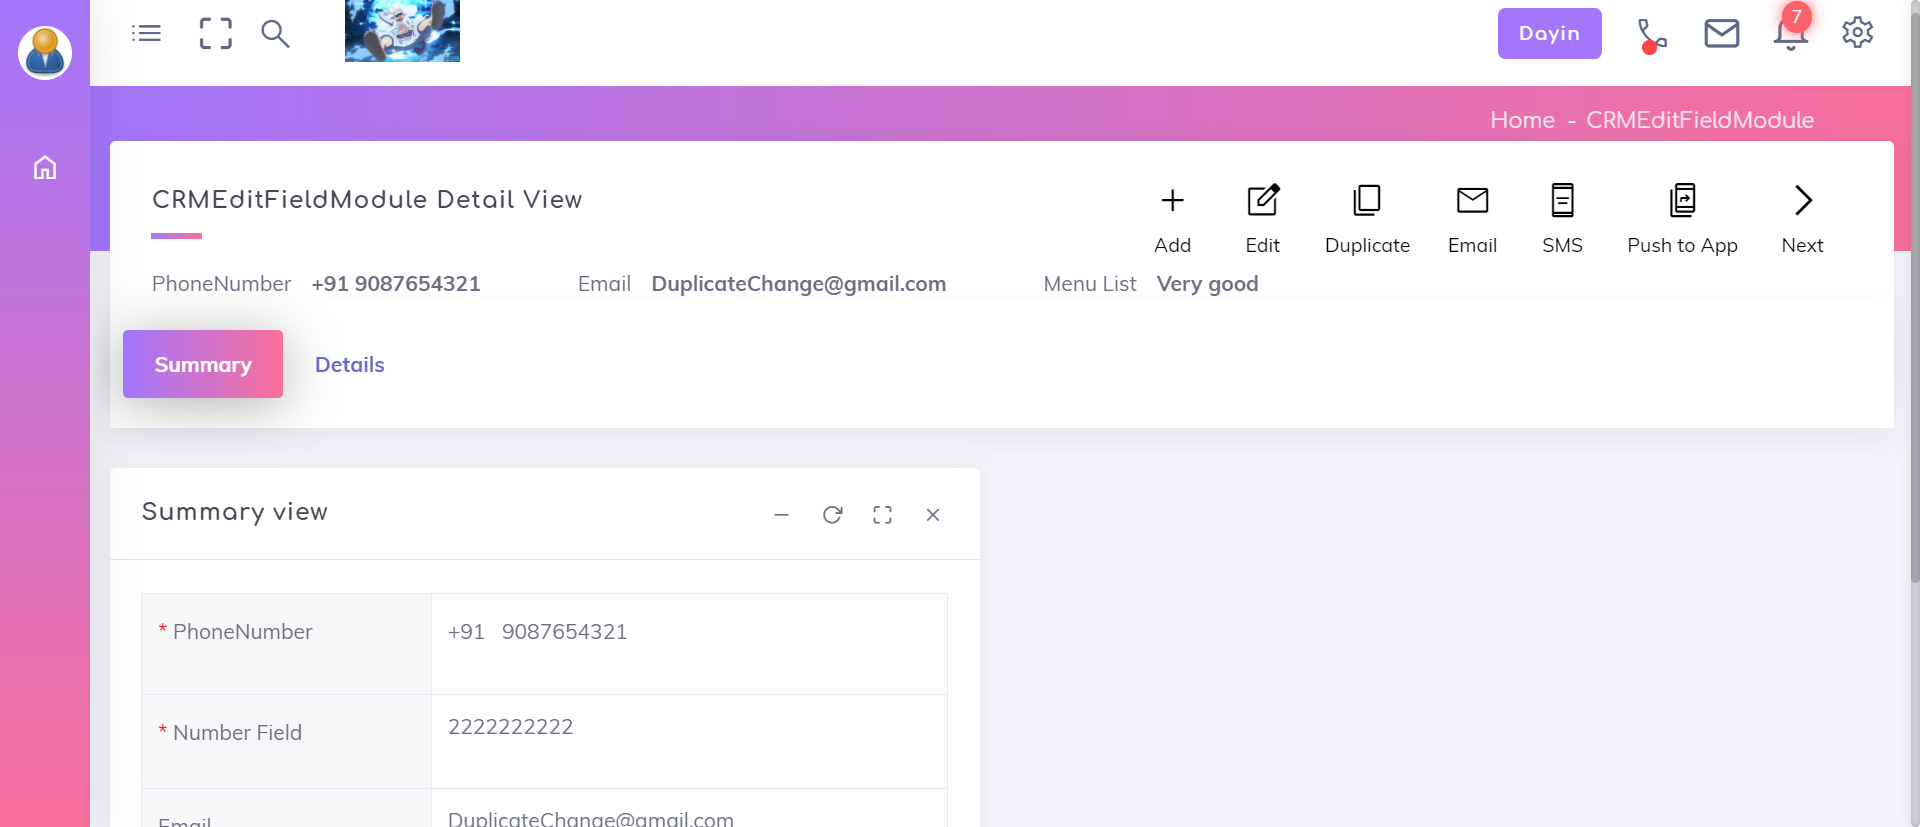 Dayin
7
Home - CRMEditFieldModule
CRMEditFieldModule Detail View
Add Edit Duplicate Email SMS Push to App Next
PhoneNumber +91 9087654321 Email DuplicateChange@gmail.com Menu List Very good
Summary Details
Summary view
* PhoneNumber +91 9087654321
* Number Field 2222222222
Email DuplicateChange@gmail.com